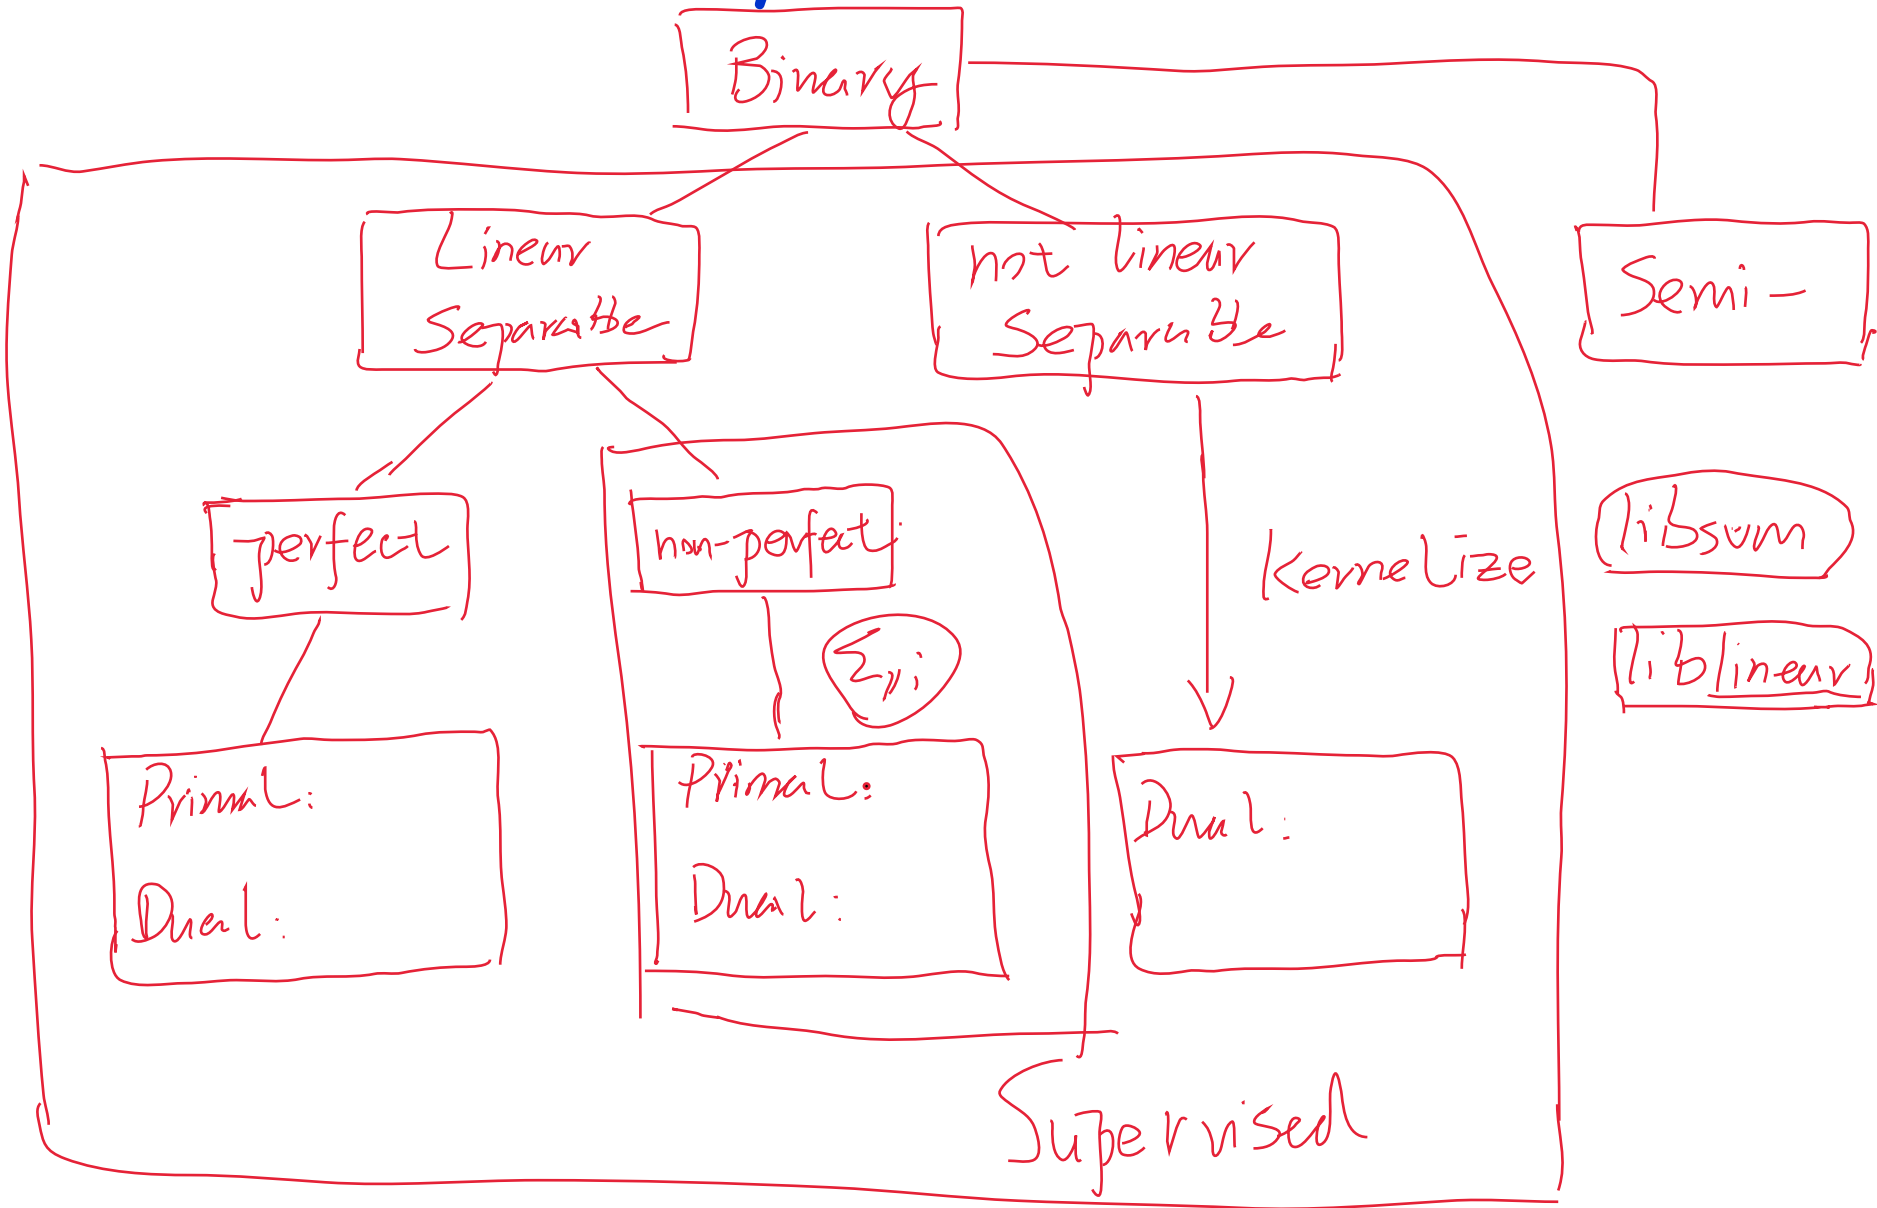 Binary
Linear
Separable
not linear
Separable
Semi-
perfect
non-perfect
kernelize
libsvm
liblinear
Primal:
Dual:
Primal:
Dual:
Dual:
Supervised